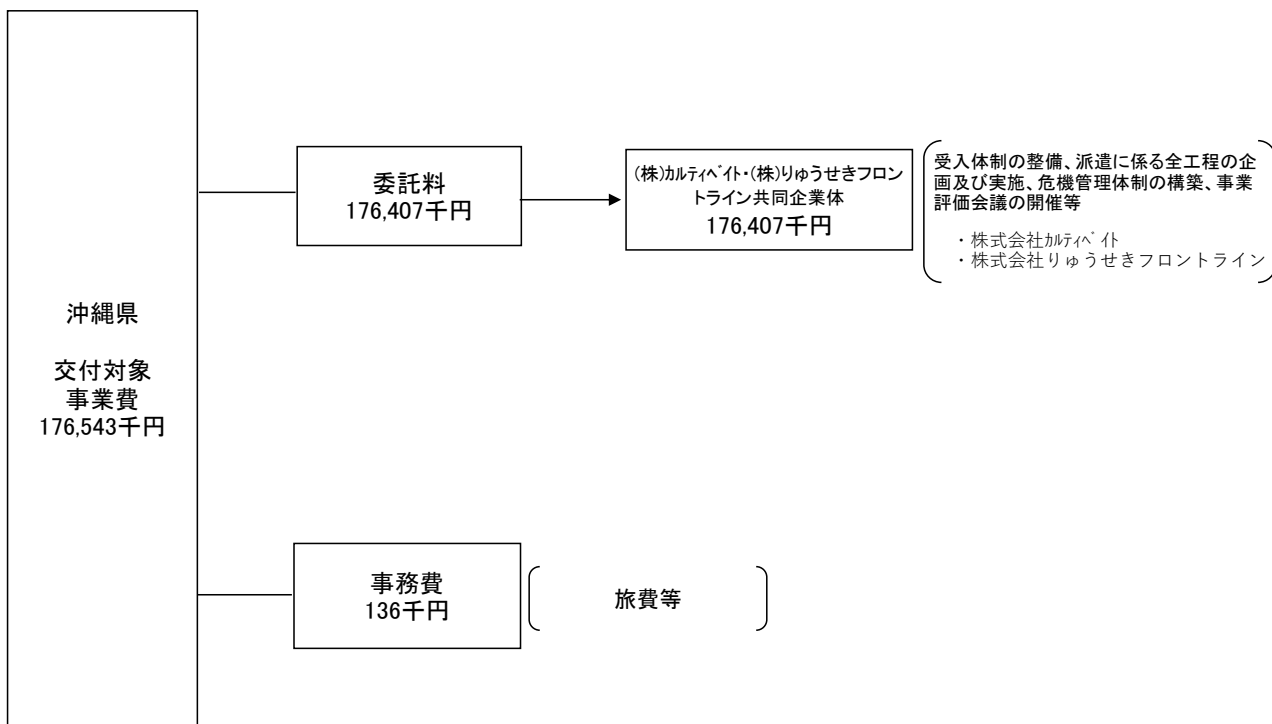 沖縄県
交付対象
事業費
176,543千円
委託料
176,407千円
(株)ｶﾙﾃｨﾍﾞｲﾄ・(株)りゅうせきフロン
トライン共同企業体
176,407千円
受入体制の整備、派遣に係る全工程の企
画及び実施、危機管理体制の構築、事業
評価会議の開催等
・株式会社ｶﾙﾃｨﾍﾞｲﾄ
・株式会社りゅうせきフロントライン
事務費
136千円
旅費等